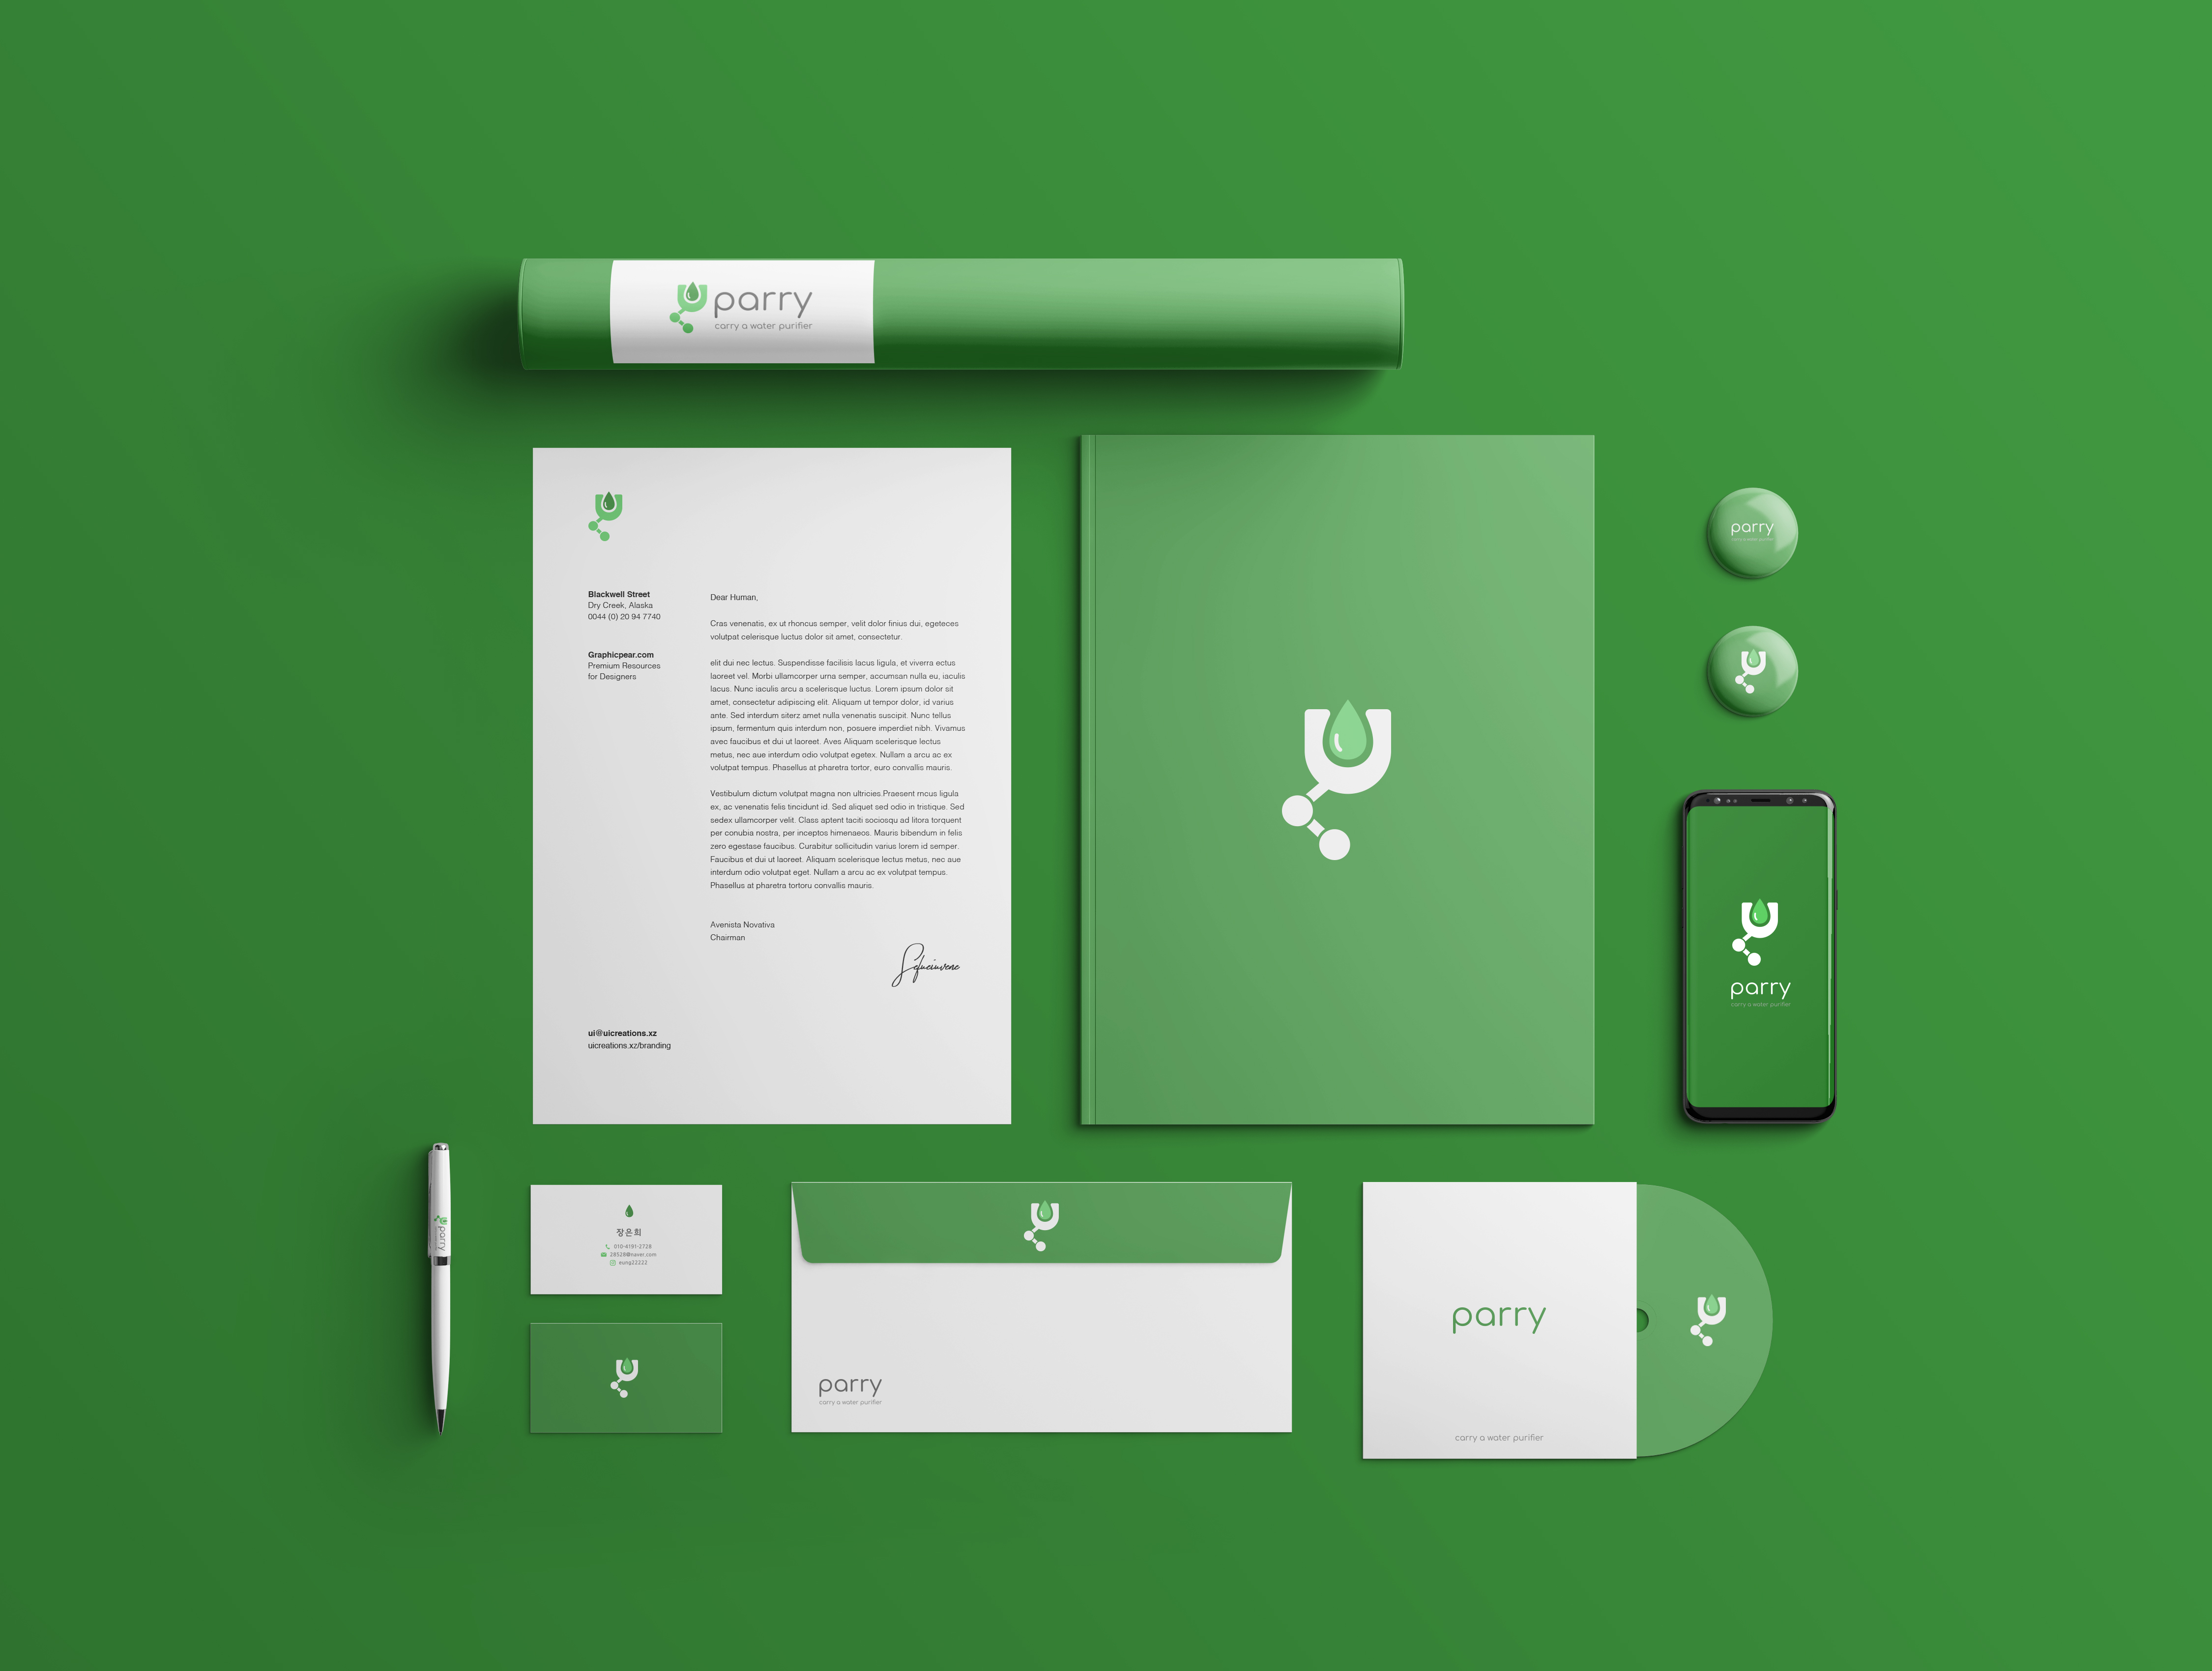 parry
carry a water purifier
Blackwell Street
Dry Creek, Alaska
0044 (0) 20 94 7740
Graphicpear.com
Premium Resources
for Designers
Dear Human,
Cras venenatis, ex ut rhoncus semper, velit dolor finius dui, egeteces
volutpat celerisque luctus dolor sit amet, consectetur.
elit dui nec lectus. Suspendisse facilisis lacus ligula, et viverra ectus
laoreet vel. Morbi ullamcorper urna semper, accumsan nulla eu, iaculis
lacus. Nunc iaculis arcu a scelerisque luctus. Lorem ipsum dolor sit
amet, consectetur adipiscing elit. Aliquam ut tempor dolor, id varius
ante. Sed interdum siterz amet nulla venenatis suscipit. Nunc tellus
ipsum, fermentum quis interdum non, posuere imperdiet nibh. Vivamus
avec faucibus et dui ut laoreet. Aves Aliquam scelerisque lectus
metus, nec aue interdum odio volutpat egetex. Nullam a arcu ac ex
volutpat tempus. Phasellus at pharetra tortor, euro convallis mauris.
Vestibulum dictum volutpat magna non ultricies.Praesent rncus ligula
ex, ac venenatis felis tincidunt id. Sed aliquet sed odio in tristique. Sed
sedex ullamcorper velit. Class aptent taciti sociosqu ad litora torquent
per conubia nostra, per inceptos himenaeos. Mauris bibendum in felis
zero egestase faucibus. Curabitur sollicitudin varius lorem id semper.
Faucibus et dui ut laoreet. Aliquam scelerisque lectus metus, nec aue
interdum odio volutpat eget. Nullam a arcu ac ex volutpat tempus.
Phasellus at pharetra tortoru convallis mauris.
Avenista Novativa
Chairman
ui@uicreations.xz
uicreations.xz/branding
parry
carry a water purifier
parry
carry a water purifier
parry
장은희
010-4191-2728
28528@naver.com
eung22222
parry
carry a water purifier
parry
carry a water purifier